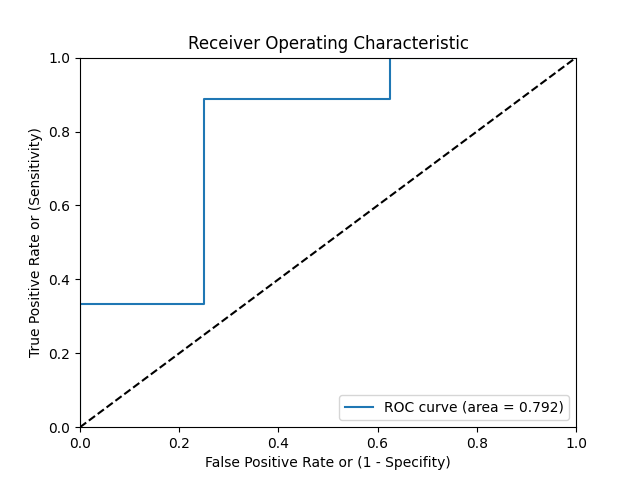 Receiver Operating Characteristic
True Positive Rate or (Sensitivity)
1.0
0.8
0.6
0.4
0.2
0.0
ROC curve (area = 0.792)
0.0 0.2 0.4 0.6 0.8 1.0
False Positive Rate or (1 - Specifity)